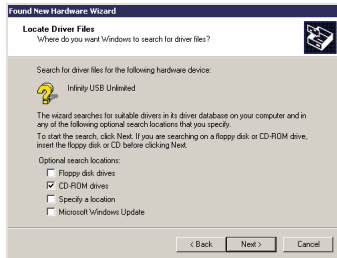 Found New Hardware Wizard
Locate Driver Files
Where do you want Windows to search for driver files?
Search for driver files for the following hardware device:
Infinity USB Unlimited
The wizard searches for suitable drivers in its driver database on your computer and in
any of the following optional search locations that you specify.
To start the search, click Next. If you are searching on a floppy disk or CD-ROM drive,
insert the floppy disk or CD before clicking Next.
Optional search locations:
Floppy disk drives
CD-ROM drives
Specify a location
Microsoft Windows Update
< Back Next > Cancel